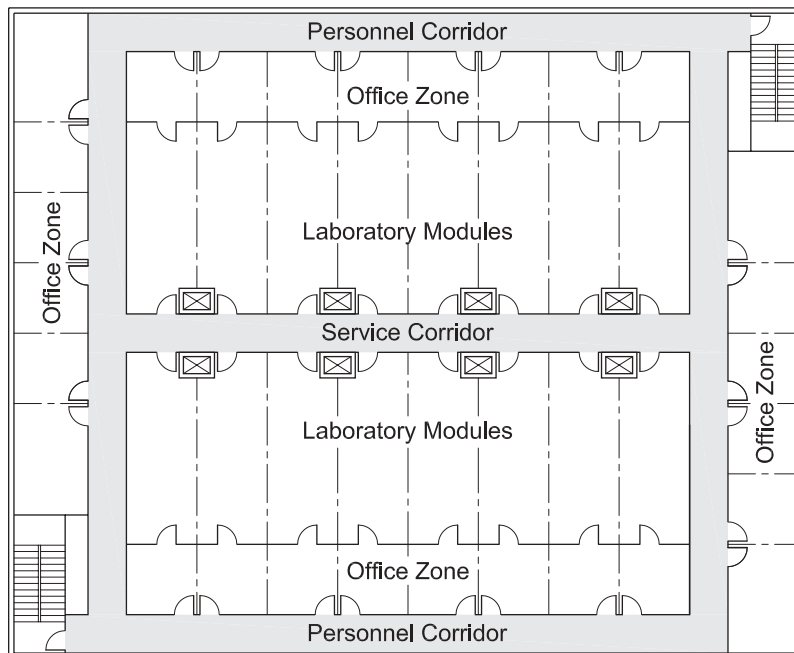 Personnel Corridor
Office Zone
Laboratory Modules
Office Zone
Service Corridor
Office Zone
Laboratory Modules
Office Zone
Personnel Corridor